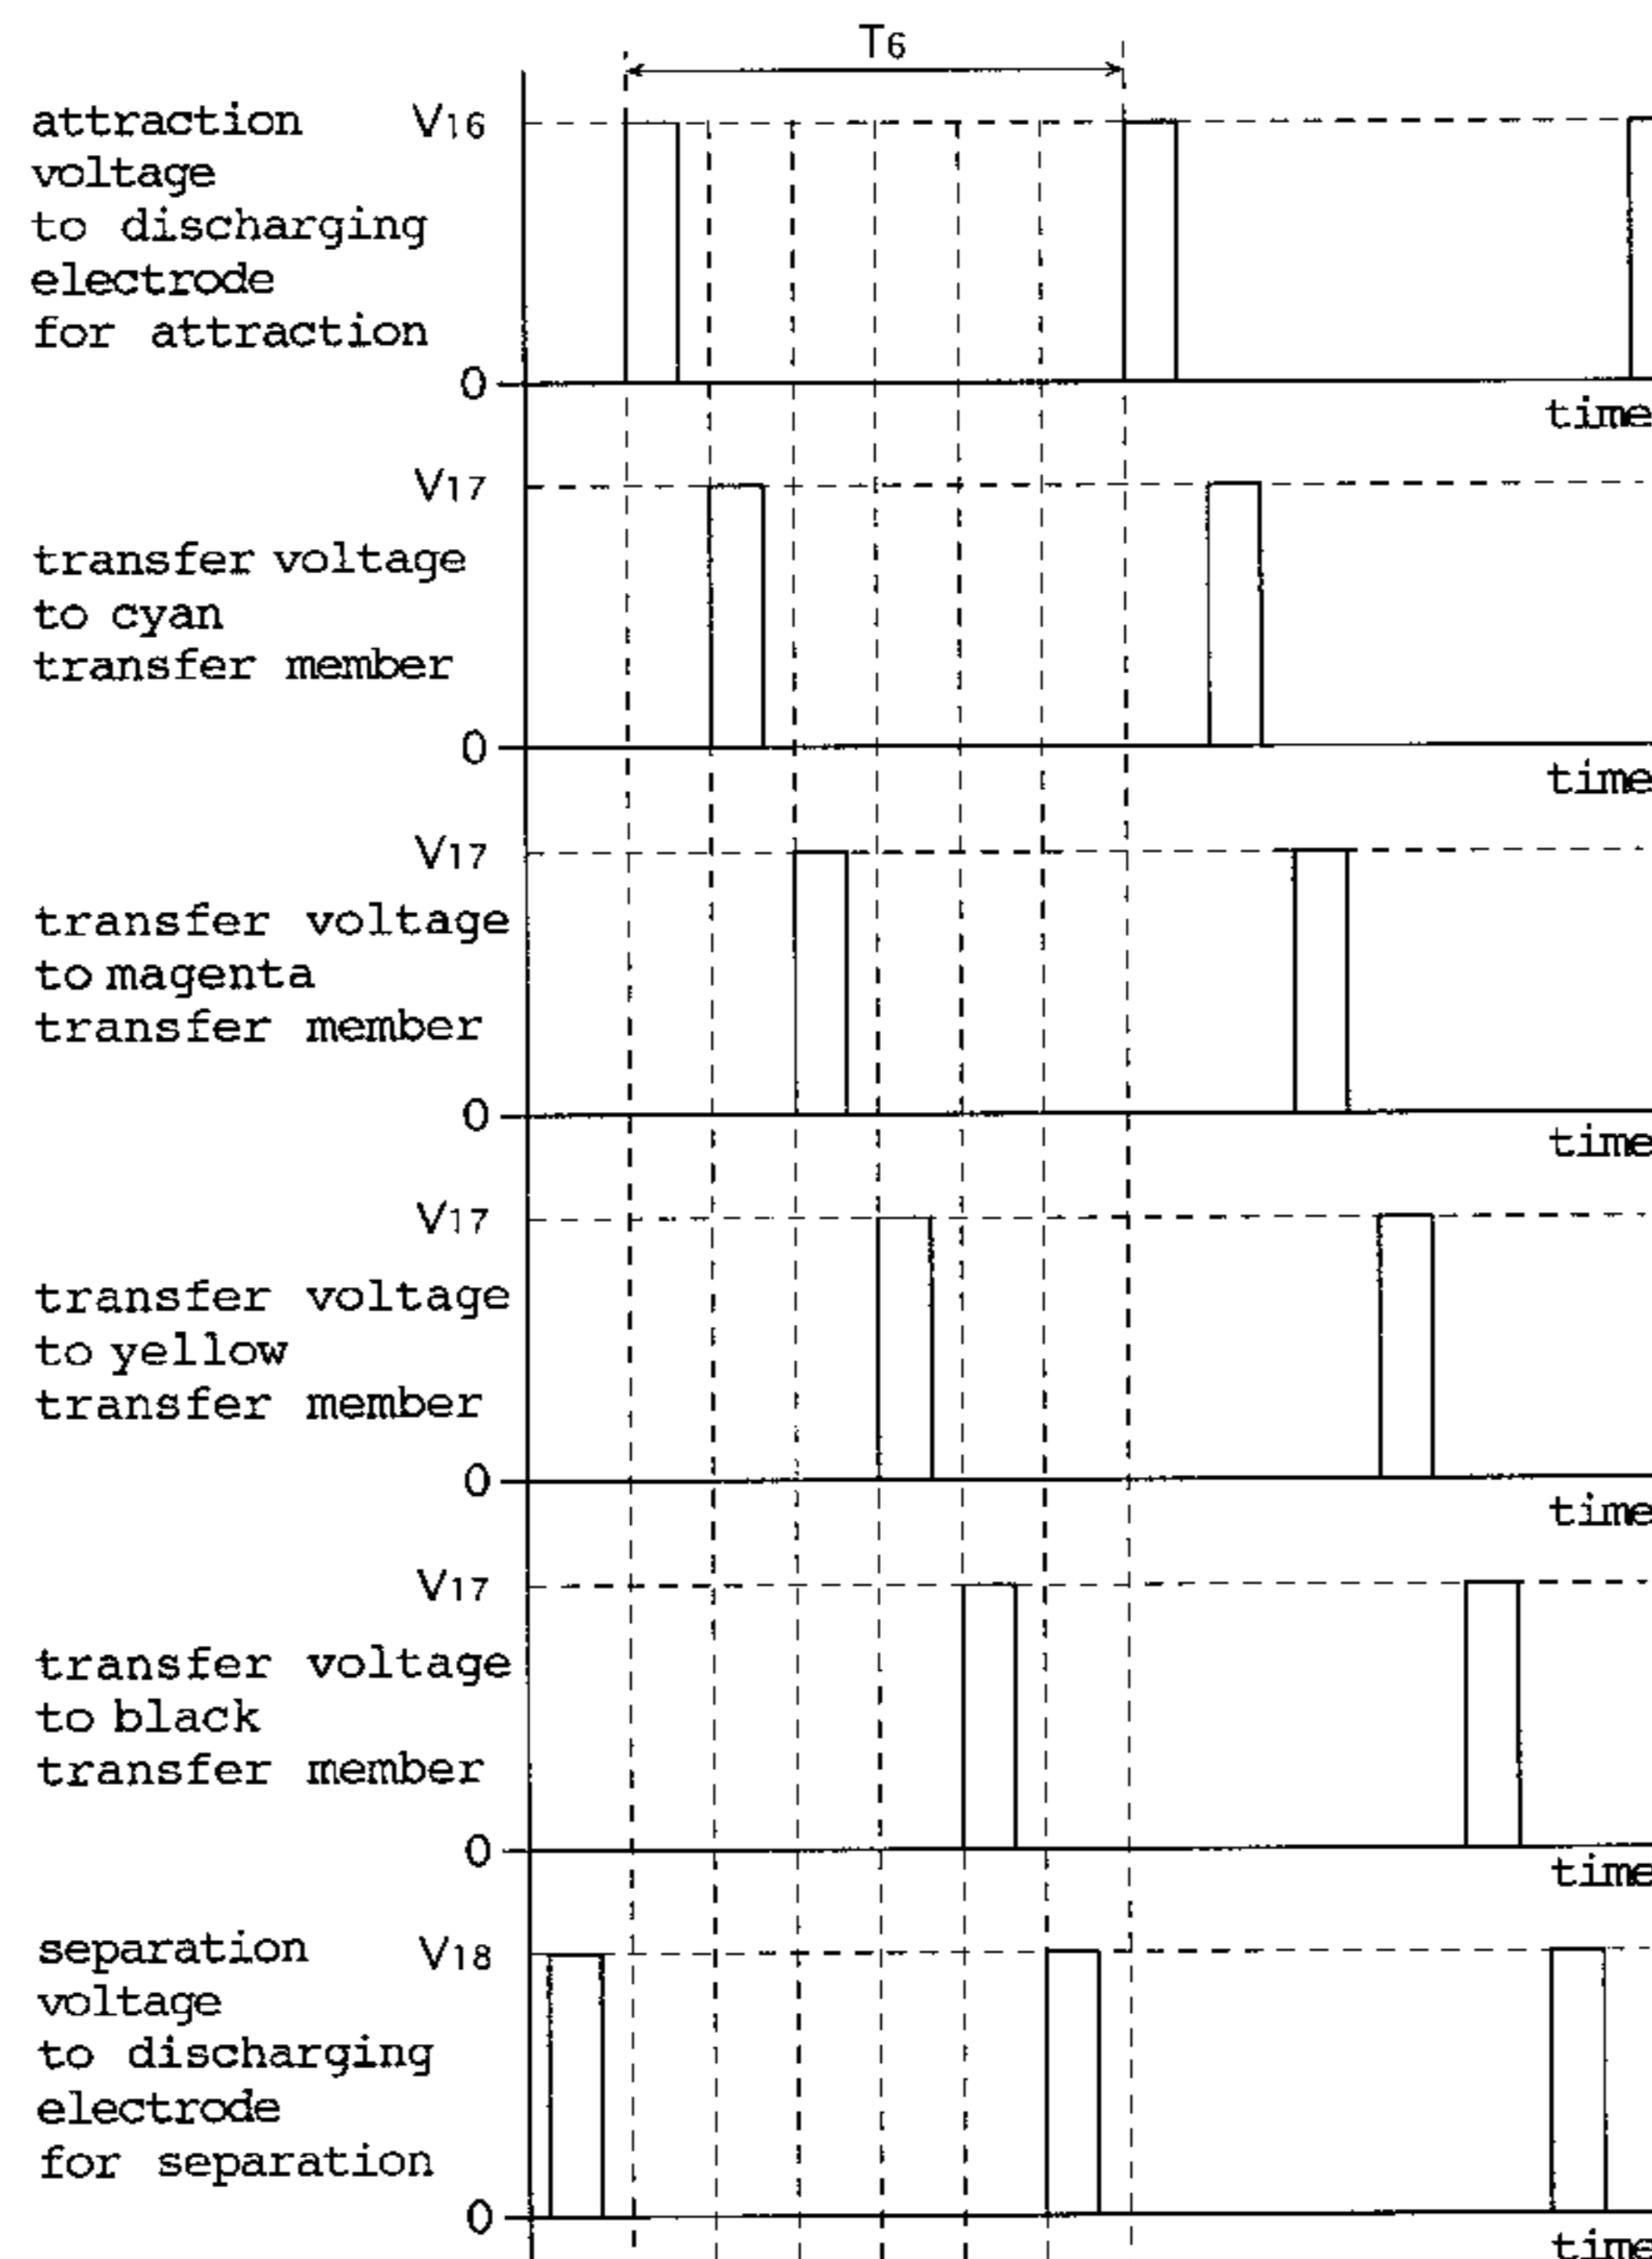 T6
attraction
voltage
to discharging
electrode
for attraction
V16
0
time
transfer voltage
to cyan
transfer member
V17
0
time
transfer voltage
to magenta
transfer member
V17
0
time
transfer voltage
to yellow
transfer member
V17
0
time
transfer voltage
to black
transfer member
V17
0
time
separation
voltage
to discharging
electrode
for separation
V18
0
time